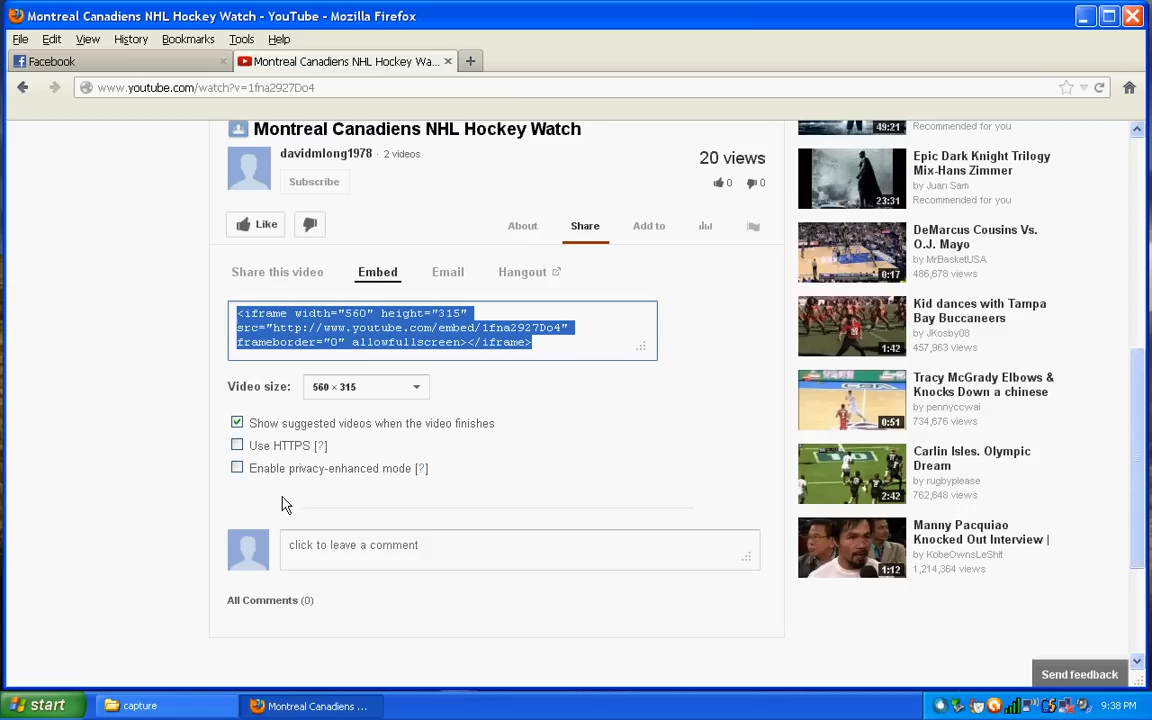 Montreal Canadiens NHL Hockey Watch - YouTube - Mozilla Firefox
File Edit View History Bookmarks Tools Help
Facebook
Montreal Canadiens NHL Hockey Wa...
www.youtube.com/watch?v=1fna2927Do4
Montreal Canadiens NHL Hockey Watch
davidmlong1978 · 2 videos
Subscribe
20 views
0 0
Like
About Share Add to
Share this video Embed Email Hangout
<iframe width="560" height="315"
src="http://www.youtube.com/embed/1fna2927Do4"
frameborder="0" allowfullscreen></iframe>
Video size: 560 × 315
Show suggested videos when the video finishes
Use HTTPS [?]
Enable privacy-enhanced mode [?]
click to leave a comment
All Comments (0)
49:21
Recommended for you
Epic Dark Knight Trilogy
Mix-Hans Zimmer
by Juan Sam
Recommended for you
23:31
DeMarcus Cousins Vs.
O.J. Mayo
by MrBasketUSA
486,678 views
0:17
Kid dances with Tampa
Bay Buccaneers
by JKosby08
457,963 views
1:42
Tracy McGrady Elbows &
Knocks Down a chinese
by pennyccwai
734,676 views
0:51
Carlin Isles. Olympic
Dream
by rugbyplease
762,648 views
2:42
Manny Pacquiao
Knocked Out Interview |
by KobeOwnsLeShit
1,214,364 views
1:12
Send feedback
start
capture
Montreal Canadiens ...
9:38 PM